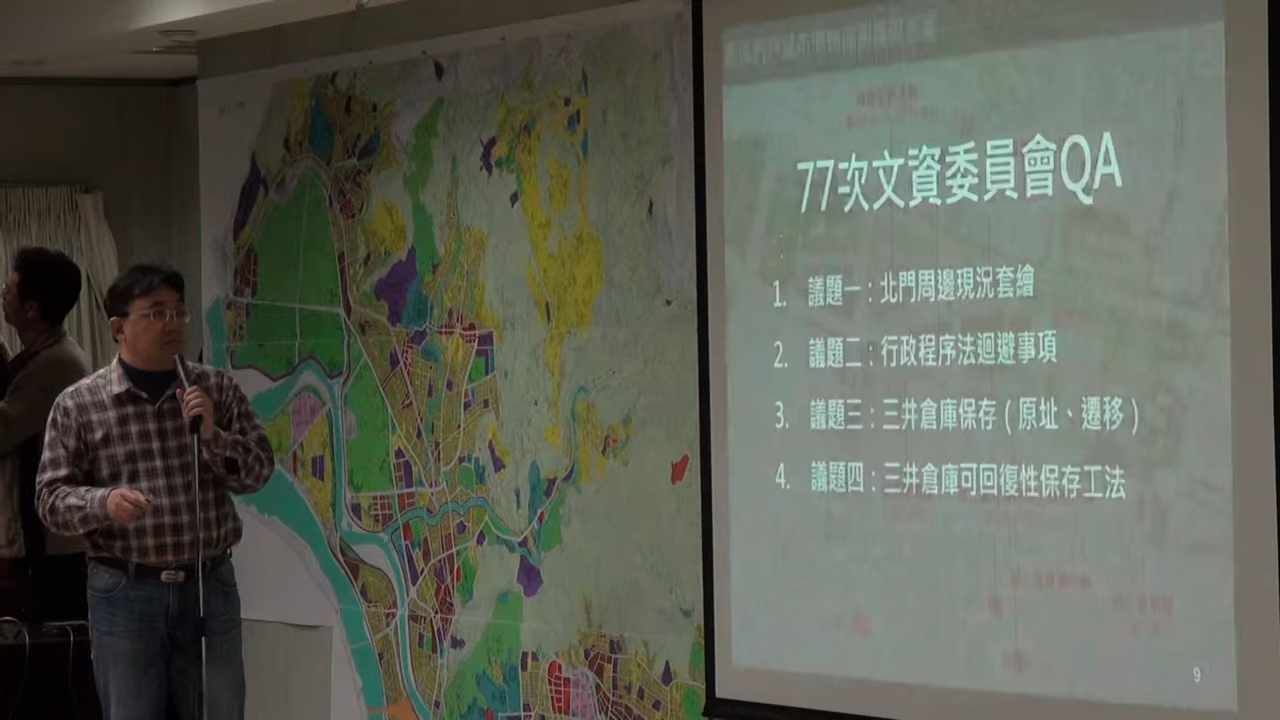 77次文資委員會QA
1. 議題一：北門周邊現況套繪
2. 議題二：行政程序法迴避事項
3. 議題三：三井倉庫保存（原址、遷移）
4. 議題四：三井倉庫可回復性保存工法
9